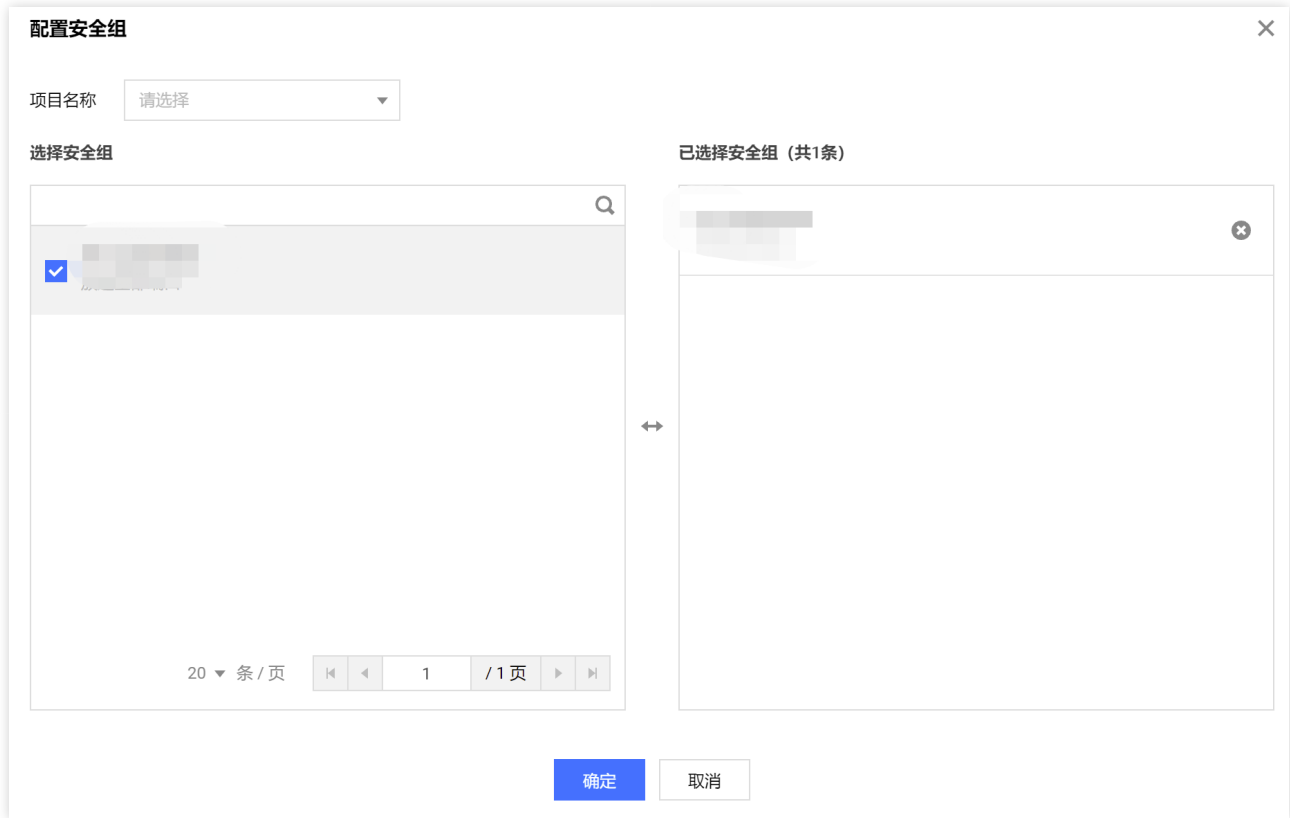 配置安全组
项目名称 请选择
选择安全组
已选择安全组（共1条）
20 条 / 页 1 / 1 页
确定 取消